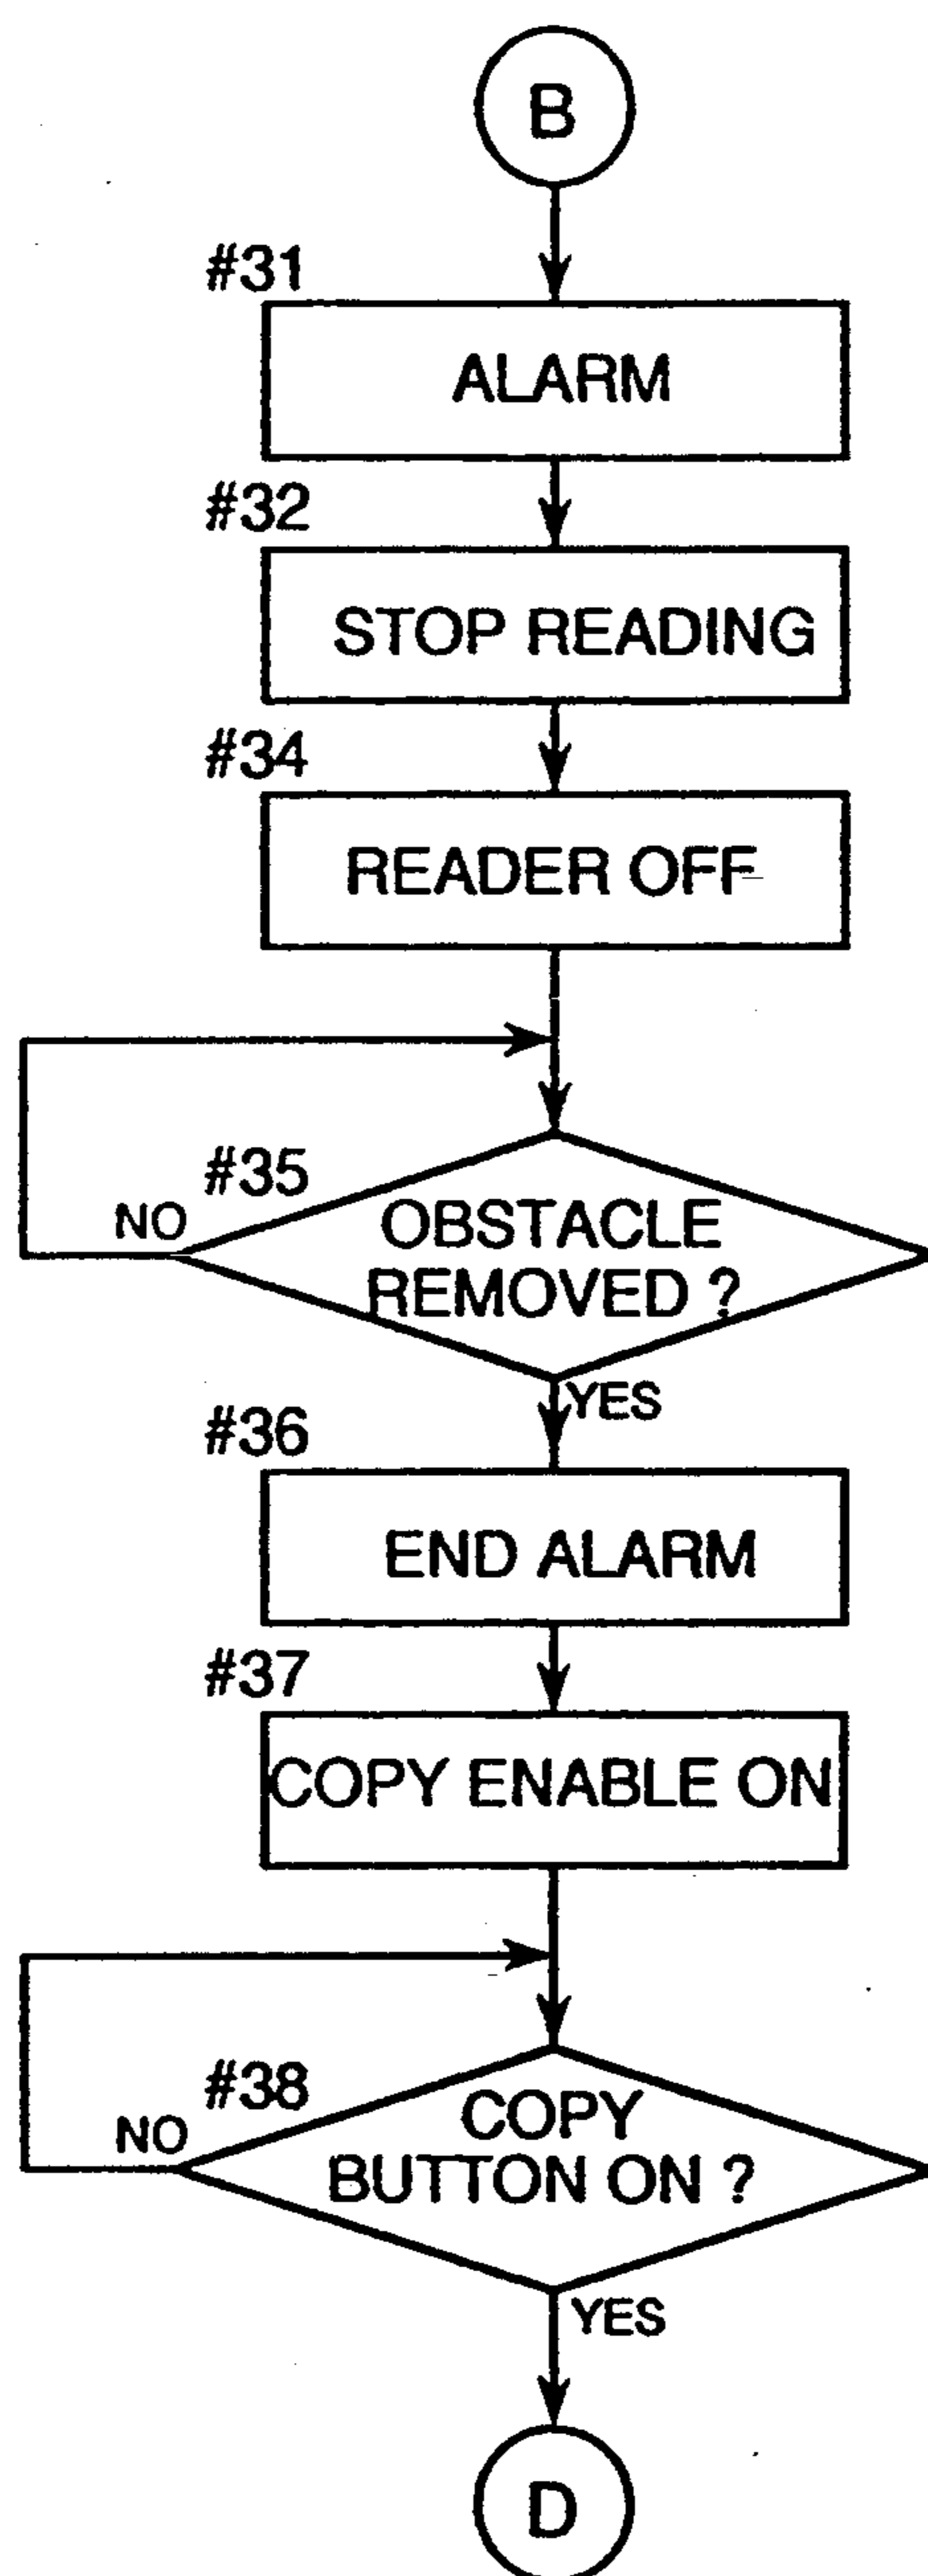 B
#31
ALARM
#32
STOP READING
#34
READER OFF
#35
NO
OBSTACLE
REMOVED ?
YES
#36
END ALARM
#37
COPY ENABLE ON
#38
NO
COPY
BUTTON ON ?
YES
D